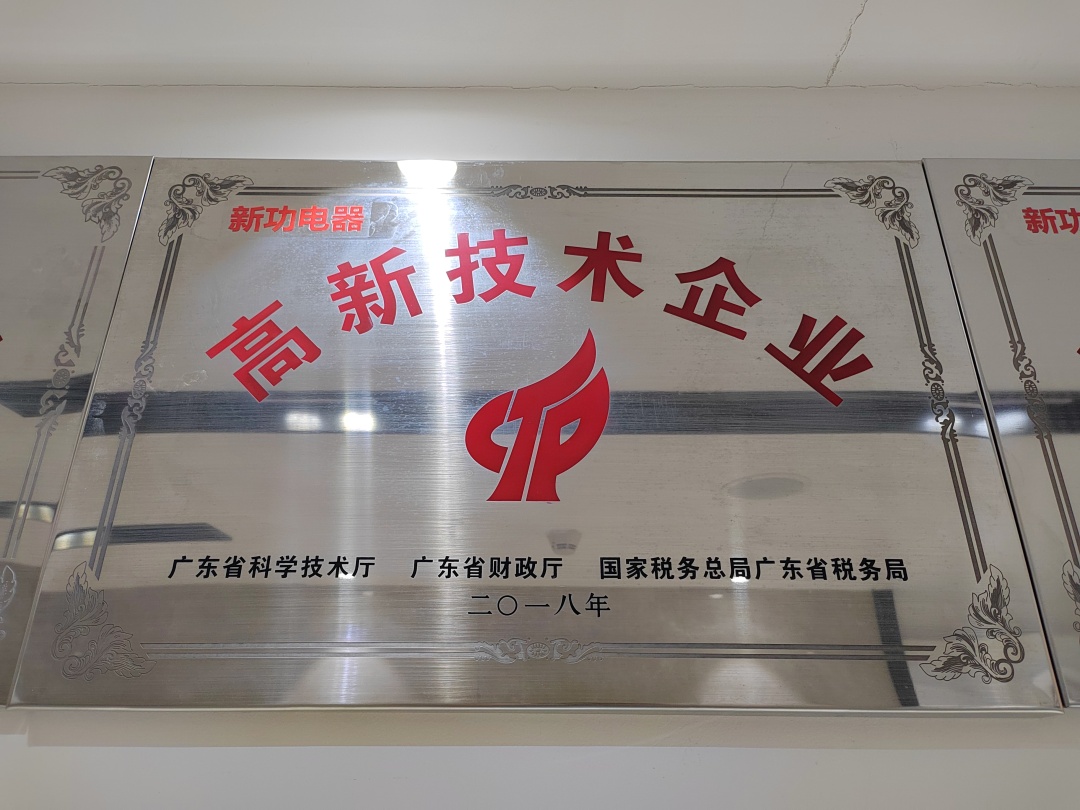 新功电器
高新技术企业
广东省科学技术厅 广东省财政厅 国家税务总局广东省税务局
二〇一八年
新功